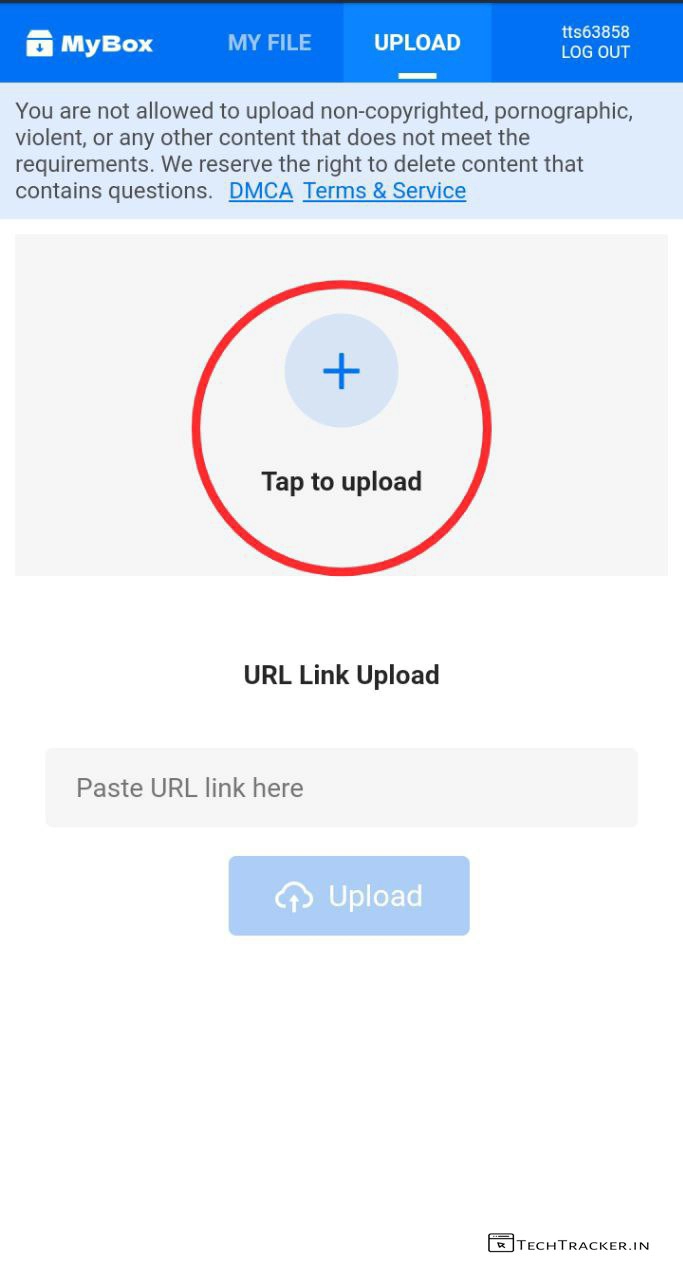 MyBox
MY FILE
UPLOAD
tts63858
LOG OUT
You are not allowed to upload non-copyrighted, pornographic,
violent, or any other content that does not meet the
requirements. We reserve the right to delete content that
contains questions. DMCA Terms & Service
Tap to upload
URL Link Upload
Paste URL link here
Upload
TECHTRACKER.IN